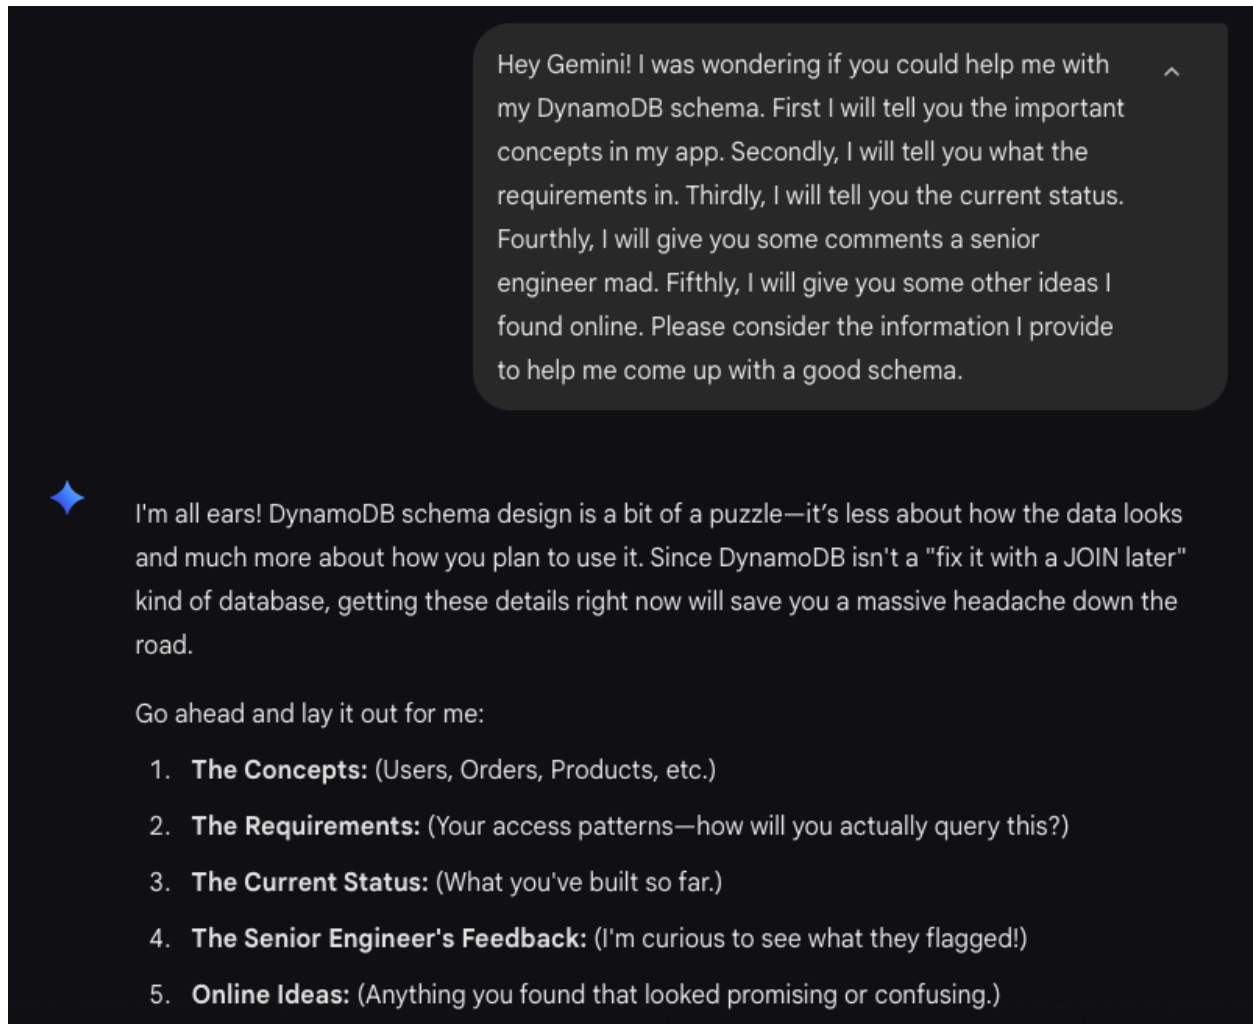 Hey Gemini! I was wondering if you could help me with
my DynamoDB schema. First I will tell you the important
concepts in my app. Secondly, I will tell you what the
requirements in. Thirdly, I will tell you the current status.
Fourthly, I will give you some comments a senior
engineer mad. Fifthly, I will give you some other ideas I
found online. Please consider the information I provide
to help me come up with a good schema.
I'm all ears! DynamoDB schema design is a bit of a puzzle—it’s less about how the data looks
and much more about how you plan to use it. Since DynamoDB isn't a "fix it with a JOIN later"
kind of database, getting these details right now will save you a massive headache down the
road.
Go ahead and lay it out for me:
1. The Concepts: (Users, Orders, Products, etc.)
2. The Requirements: (Your access patterns—how will you actually query this?)
3. The Current Status: (What you've built so far.)
4. The Senior Engineer's Feedback: (I'm curious to see what they flagged!)
5. Online Ideas: (Anything you found that looked promising or confusing.)